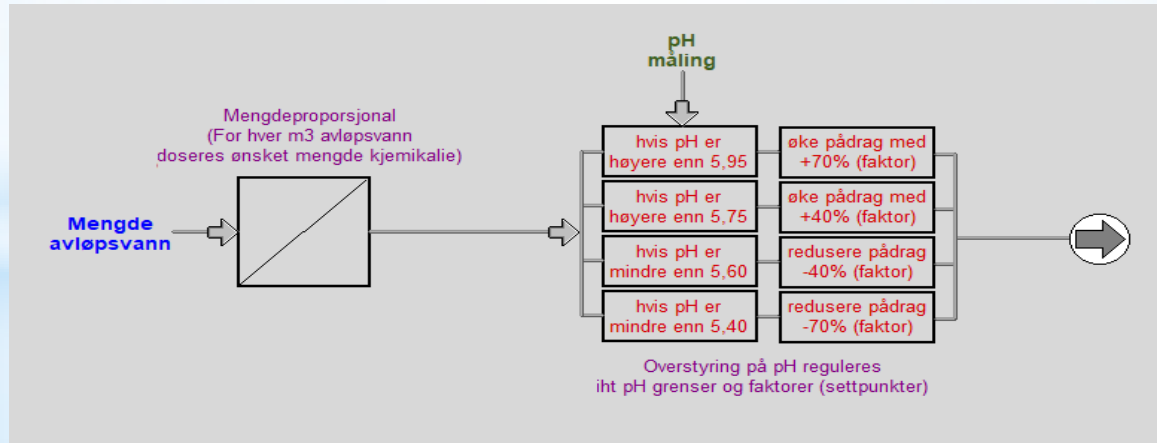 pH
måling
Mengdeproporsjonal
(For hver m3 avløpsvann
doseres ønsket mengde kjemikalie)
Mengde
avløpsvann
hvis pH er
høyere enn 5,95
øke pådrag med
+70% (faktor)
hvis pH er
høyere enn 5,75
øke pådrag med
+40% (faktor)
hvis pH er
mindre enn 5,60
redusere pådrag
-40% (faktor)
hvis pH er
mindre enn 5,40
redusere pådrag
-70% (faktor)
Overstyring på pH reguleres
iht pH grenser og faktorer (settpunkter)